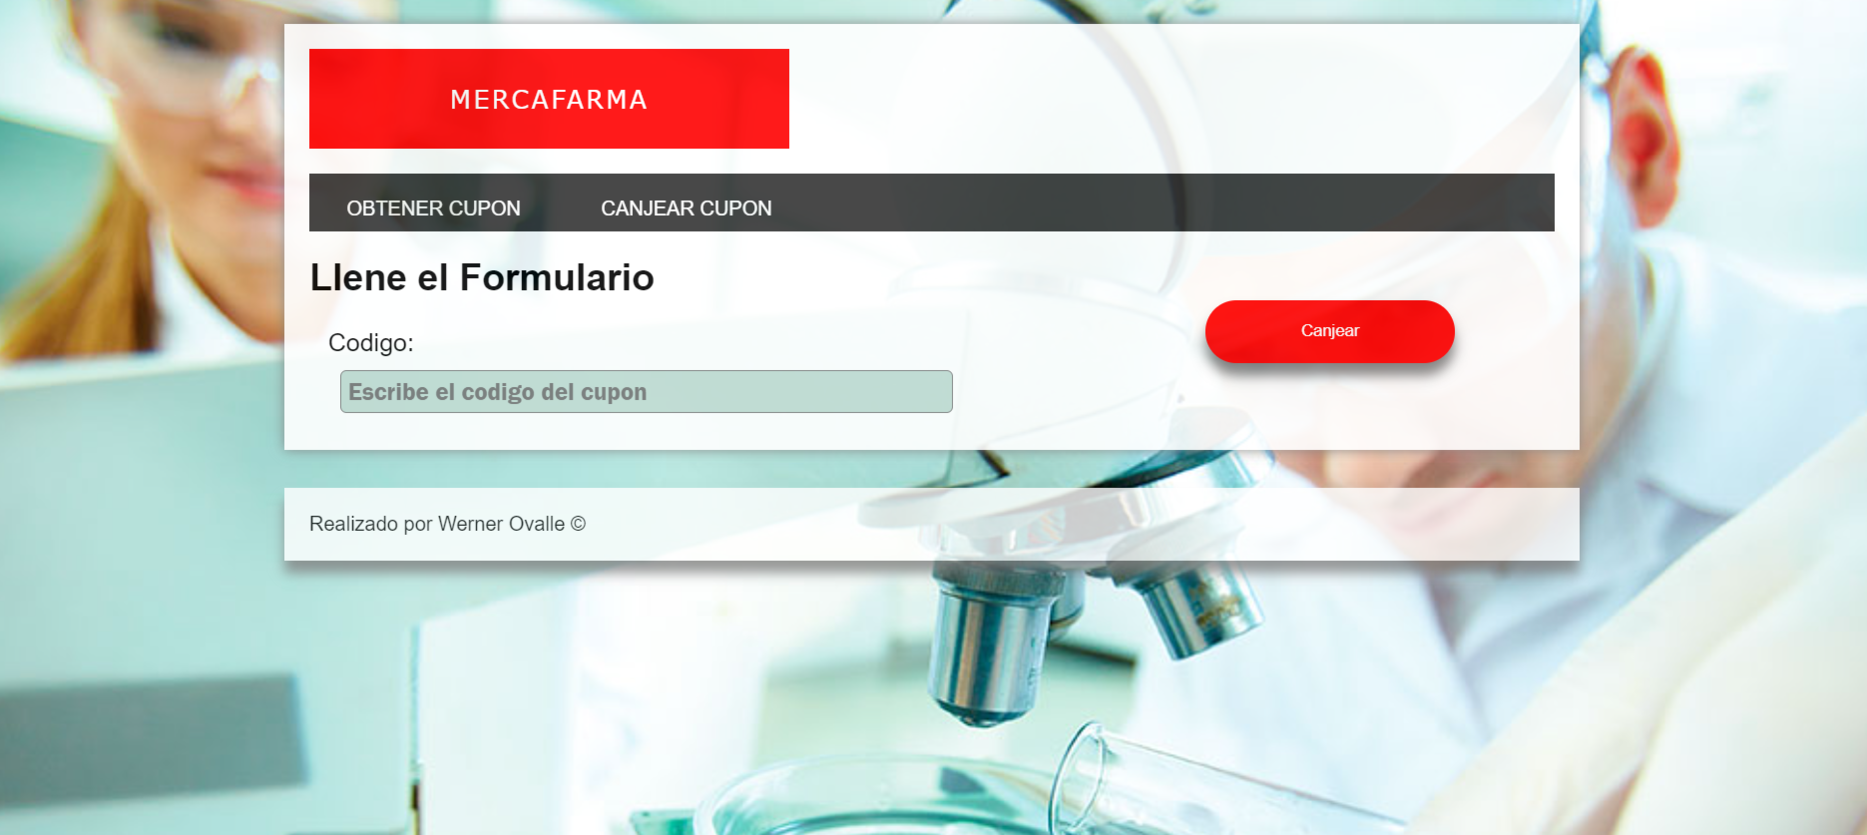 MERCAFARMA
OBTENER CUPON CANJEAR CUPON
Llene el Formulario
Codigo:
Escribe el codigo del cupon
Canjear
Realizado por Werner Ovalle ©